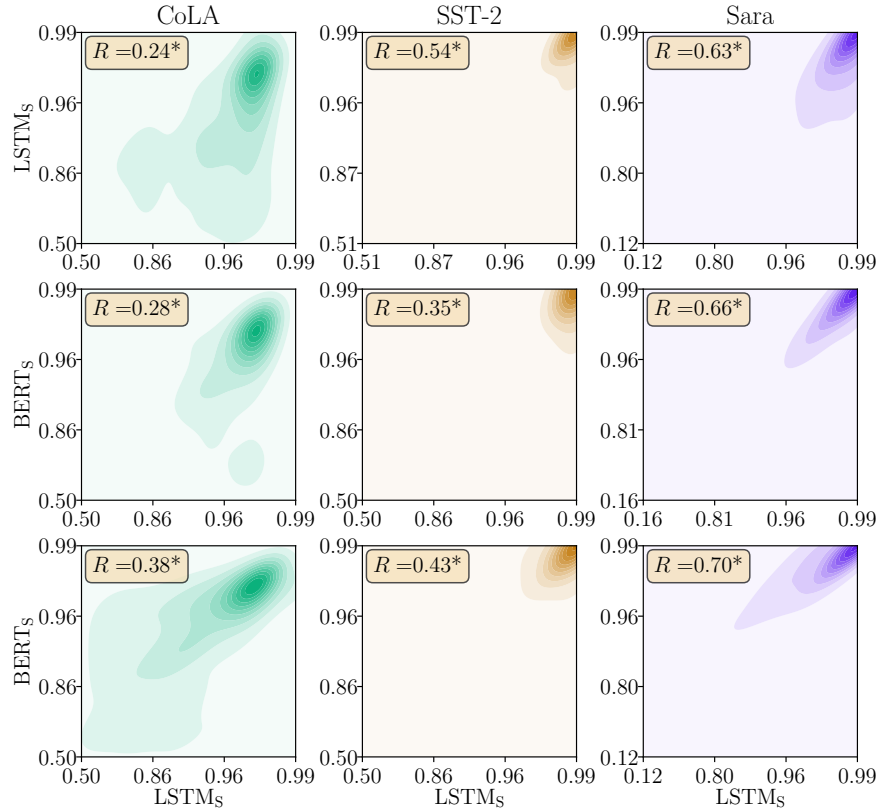 CoLA SST-2 Sara
R =0.24* R =0.54* R =0.63*
0.99 0.99 0.99
0.96 0.96 0.96
LSTM_S
0.86 0.87 0.80
0.50 0.51 0.12
0.50 0.86 0.96 0.99 0.51 0.87 0.96 0.99 0.12 0.80 0.96 0.99
R =0.28* R =0.35* R =0.66*
0.99 0.99 0.99
0.96 0.96 0.96
BERT_S
0.86 0.86 0.81
0.50 0.50 0.16
0.50 0.86 0.96 0.99 0.50 0.86 0.96 0.99 0.16 0.81 0.96 0.99
R =0.38* R =0.43* R =0.70*
0.99 0.99 0.99
0.96 0.96 0.96
BERT_S
0.86 0.86 0.80
0.50 0.50 0.12
0.50 0.86 0.96 0.99 0.50 0.86 0.96 0.99 0.12 0.80 0.96 0.99
LSTM_S LSTM_S